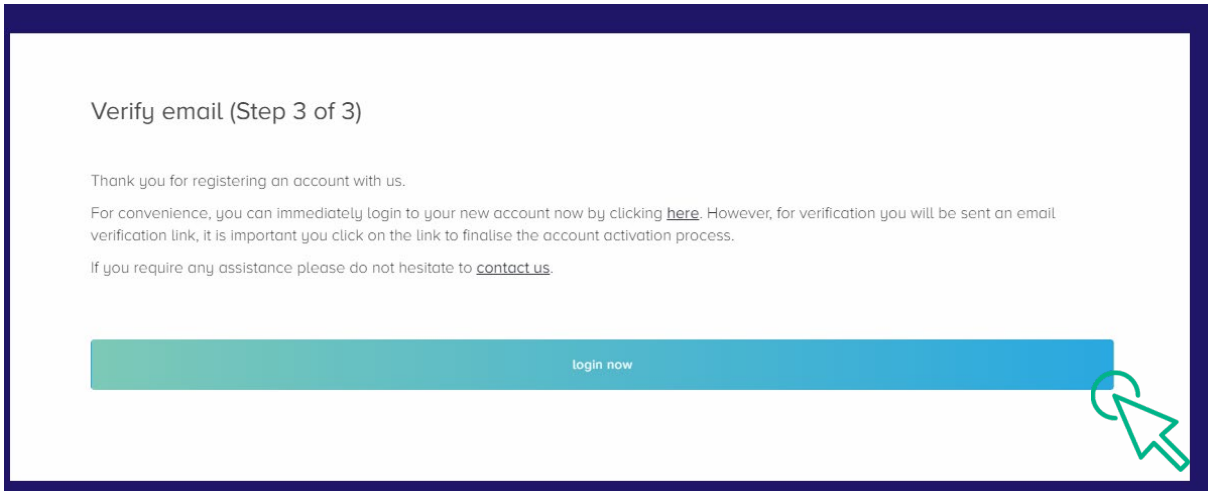 Verify email (Step 3 of 3)
Thank you for registering an account with us.
For convenience, you can immediately login to your new account now by clicking here. However, for verification you will be sent an email
verification link, it is important you click on the link to finalise the account activation process.
If you require any assistance please do not hesitate to contact us.
login now